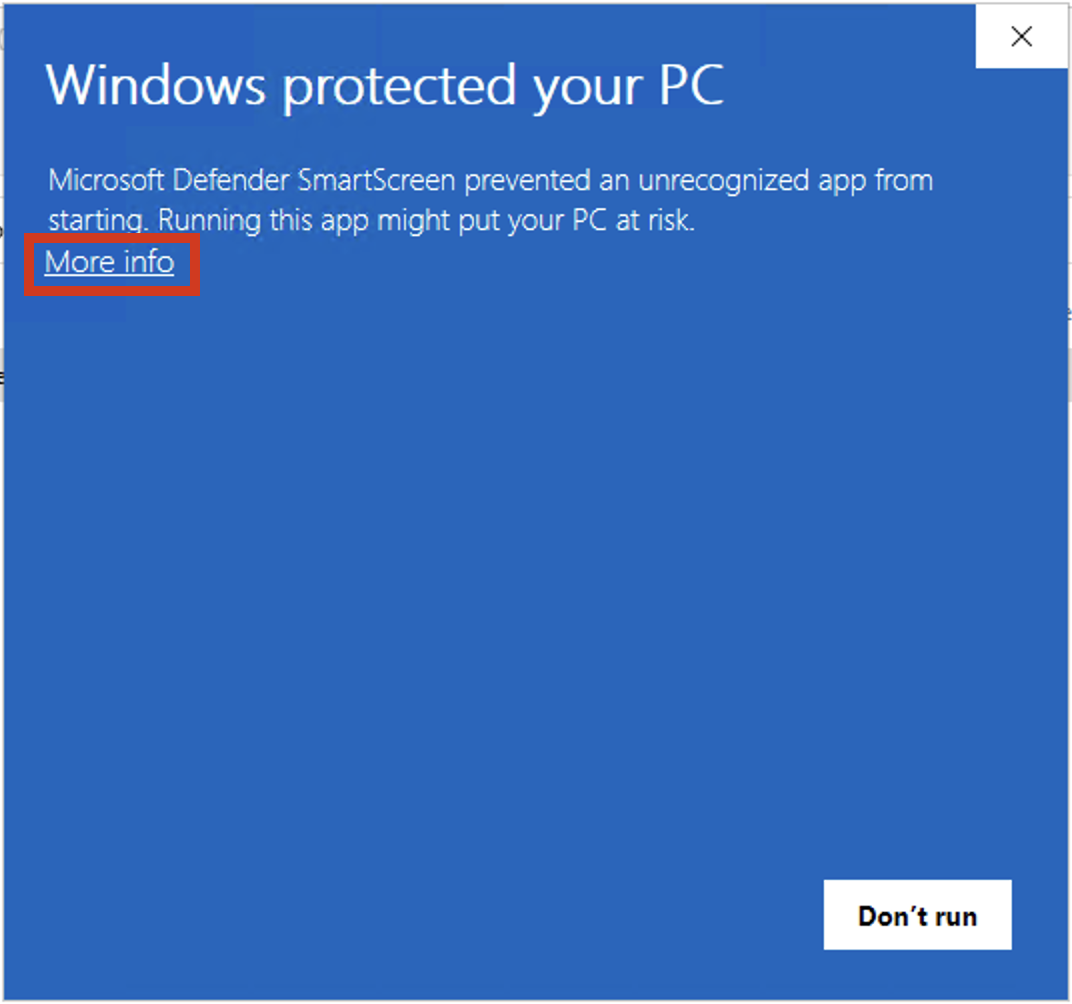 Windows protected your PC
Microsoft Defender SmartScreen prevented an unrecognized app from
starting. Running this app might put your PC at risk.
More info
Don’t run